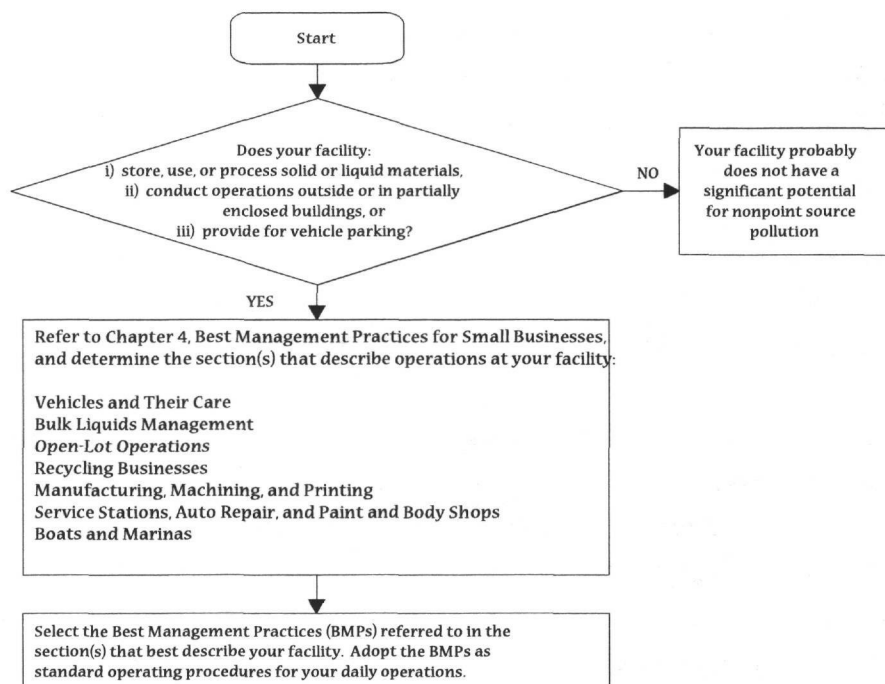 Start
Does your facility:
i) store, use, or process solid or liquid materials,
ii) conduct operations outside or in partially
enclosed buildings, or
iii) provide for vehicle parking?
NO
Your facility probably
does not have a
significant potential
for nonpoint source
pollution
YES
Refer to Chapter 4, Best Management Practices for Small Businesses,
and determine the section(s) that describe operations at your facility:
Vehicles and Their Care
Bulk Liquids Management
Open-Lot Operations
Recycling Businesses
Manufacturing, Machining, and Printing
Service Stations, Auto Repair, and Paint and Body Shops
Boats and Marinas
Select the Best Management Practices (BMPs) referred to in the
section(s) that best describe your facility. Adopt the BMPs as
standard operating procedures for your daily operations.